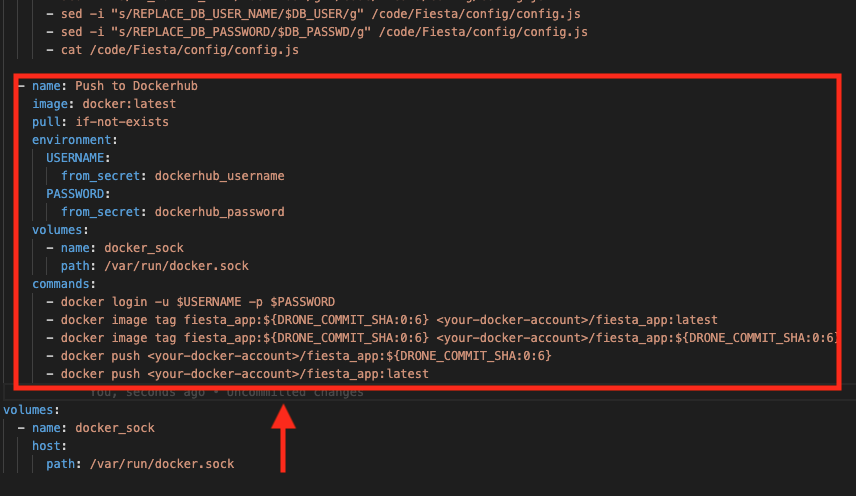 - sed -i "s/REPLACE_DB_USER_NAME/$DB_USER/g" /code/Fiesta/config/config.js
- sed -i "s/REPLACE_DB_PASSWORD/$DB_PASSWD/g" /code/Fiesta/config/config.js
- cat /code/Fiesta/config/config.js
- name: Push to Dockerhub
image: docker:latest
pull: if-not-exists
environment:
USERNAME:
from_secret: dockerhub_username
PASSWORD:
from_secret: dockerhub_password
volumes:
- name: docker_sock
path: /var/run/docker.sock
commands:
- docker login -u $USERNAME -p $PASSWORD
- docker image tag fiesta_app:${DRONE_COMMIT_SHA:0:6} <your-docker-account>/fiesta_app:latest
- docker image tag fiesta_app:${DRONE_COMMIT_SHA:0:6} <your-docker-account>/fiesta_app:${DRONE_COMMIT_SHA:0:6}
- docker push <your-docker-account>/fiesta_app:${DRONE_COMMIT_SHA:0:6}
- docker push <your-docker-account>/fiesta_app:latest
You, seconds ago • Uncommitted changes
volumes:
- name: docker_sock
host:
path: /var/run/docker.sock